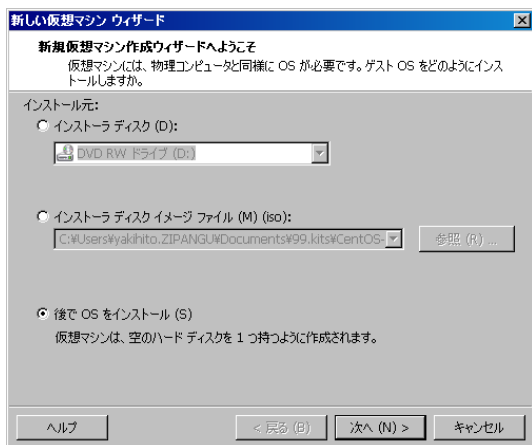 新しい仮想マシン ウィザード
新規仮想マシン作成ウィザードへようこそ
仮想マシンには、物理コンピュータと同様に OS が必要です。ゲスト OS をどのようにインス
トールしますか。
インストール元:
インストーラ ディスク (D):
DVD RW ドライブ (D:)
インストーラ ディスク イメージ ファイル (M) (iso):
C:¥Users¥yakihito.ZIPANGU¥Documents¥99.kits¥CentOS- 参照 (R) ...
後で OS をインストール (S)
仮想マシンは、空のハード ディスクを 1 つ持つように作成されます。
ヘルプ < 戻る (B) 次へ (N) > キャンセル